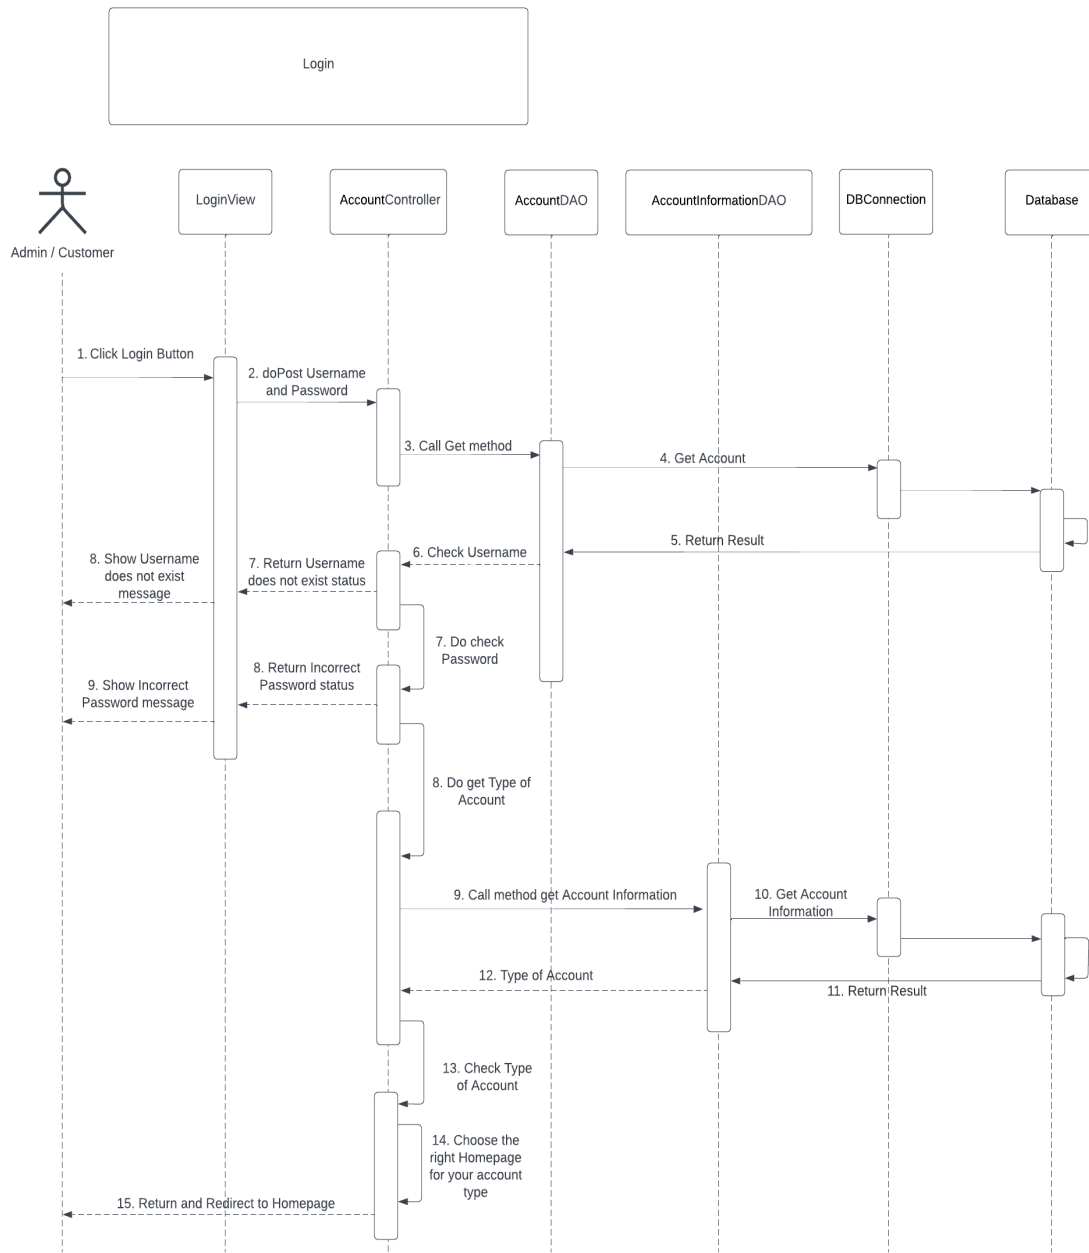 Login
LoginView
AccountController
AccountDAO
AccountInformationDAO
DBConnection
Database
Admin / Customer
1. Click Login Button
2. doPost Username
and Password
3. Call Get method
4. Get Account
5. Return Result
6. Check Username
7. Return Username
does not exist status
8. Show Username
does not exist
message
7. Do check
Password
8. Return Incorrect
Password status
9. Show Incorrect
Password message
8. Do get Type of
Account
9. Call method get Account Information
10. Get Account
Information
12. Type of Account
11. Return Result
13. Check Type
of Account
14. Choose the
right Homepage
for your account
type
15. Return and Redirect to Homepage